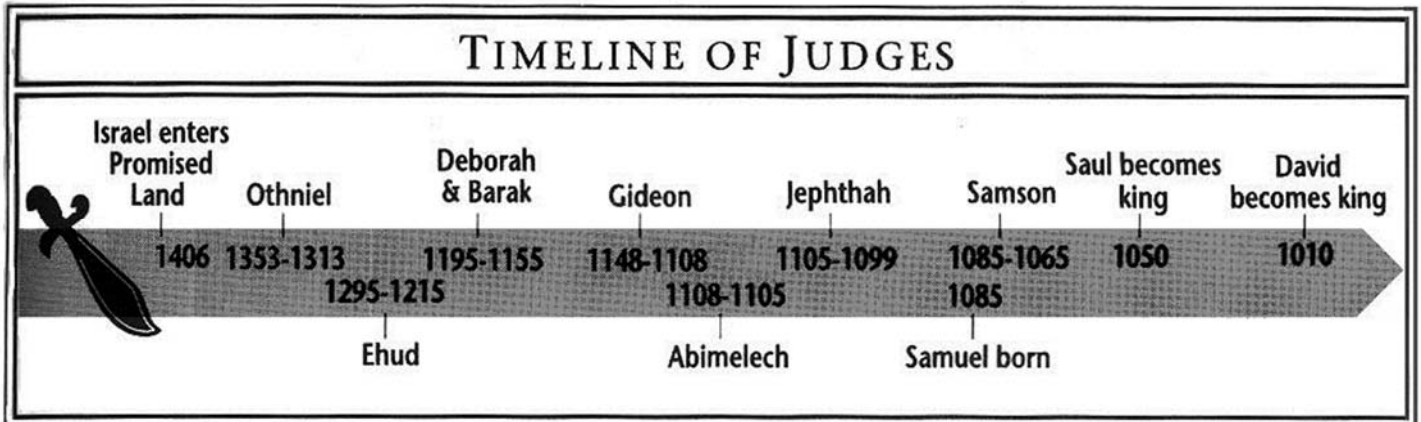 TIMELINE OF JUDGES
Israel enters
Promised
Land
Othniel
Deborah
& Barak
Gideon
Jephthah
Samson
Saul becomes
king
David
becomes king
1406
1353-1313
1195-1155
1148-1108
1105-1099
1085-1065
1050
1010
1295-1215
1108-1105
1085
Ehud
Abimelech
Samuel born